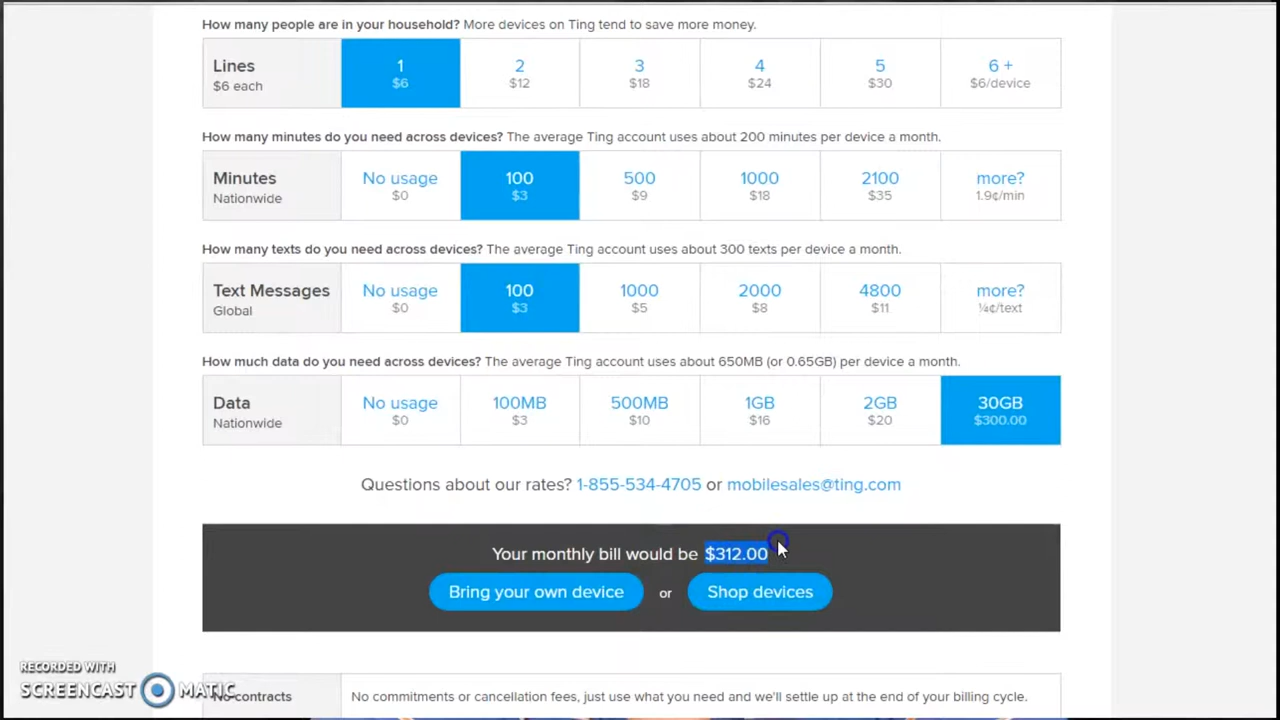 How many people are in your household? More devices on Ting tend to save more money.
Lines
$6 each
1
$6
2
$12
3
$18
4
$24
5
$30
6 +
$6/device
How many minutes do you need across devices? The average Ting account uses about 200 minutes per device a month.
Minutes
Nationwide
No usage
$0
100
$3
500
$9
1000
$18
2100
$35
more?
1.9¢/min
How many texts do you need across devices? The average Ting account uses about 300 texts per device a month.
Text Messages
Global
No usage
$0
100
$3
1000
$5
2000
$8
4800
$11
more?
¼¢/text
How much data do you need across devices? The average Ting account uses about 650MB (or 0.65GB) per device a month.
Data
Nationwide
No usage
$0
100MB
$3
500MB
$10
1GB
$16
2GB
$20
30GB
$300.00
Questions about our rates? 1-855-534-4705 or mobilesales@ting.com
Your monthly bill would be $312.00
Bring your own device or Shop devices
RECORDED WITH
SCREENCAST MATIC
No contracts
No commitments or cancellation fees, just use what you need and we'll settle up at the end of your billing cycle.